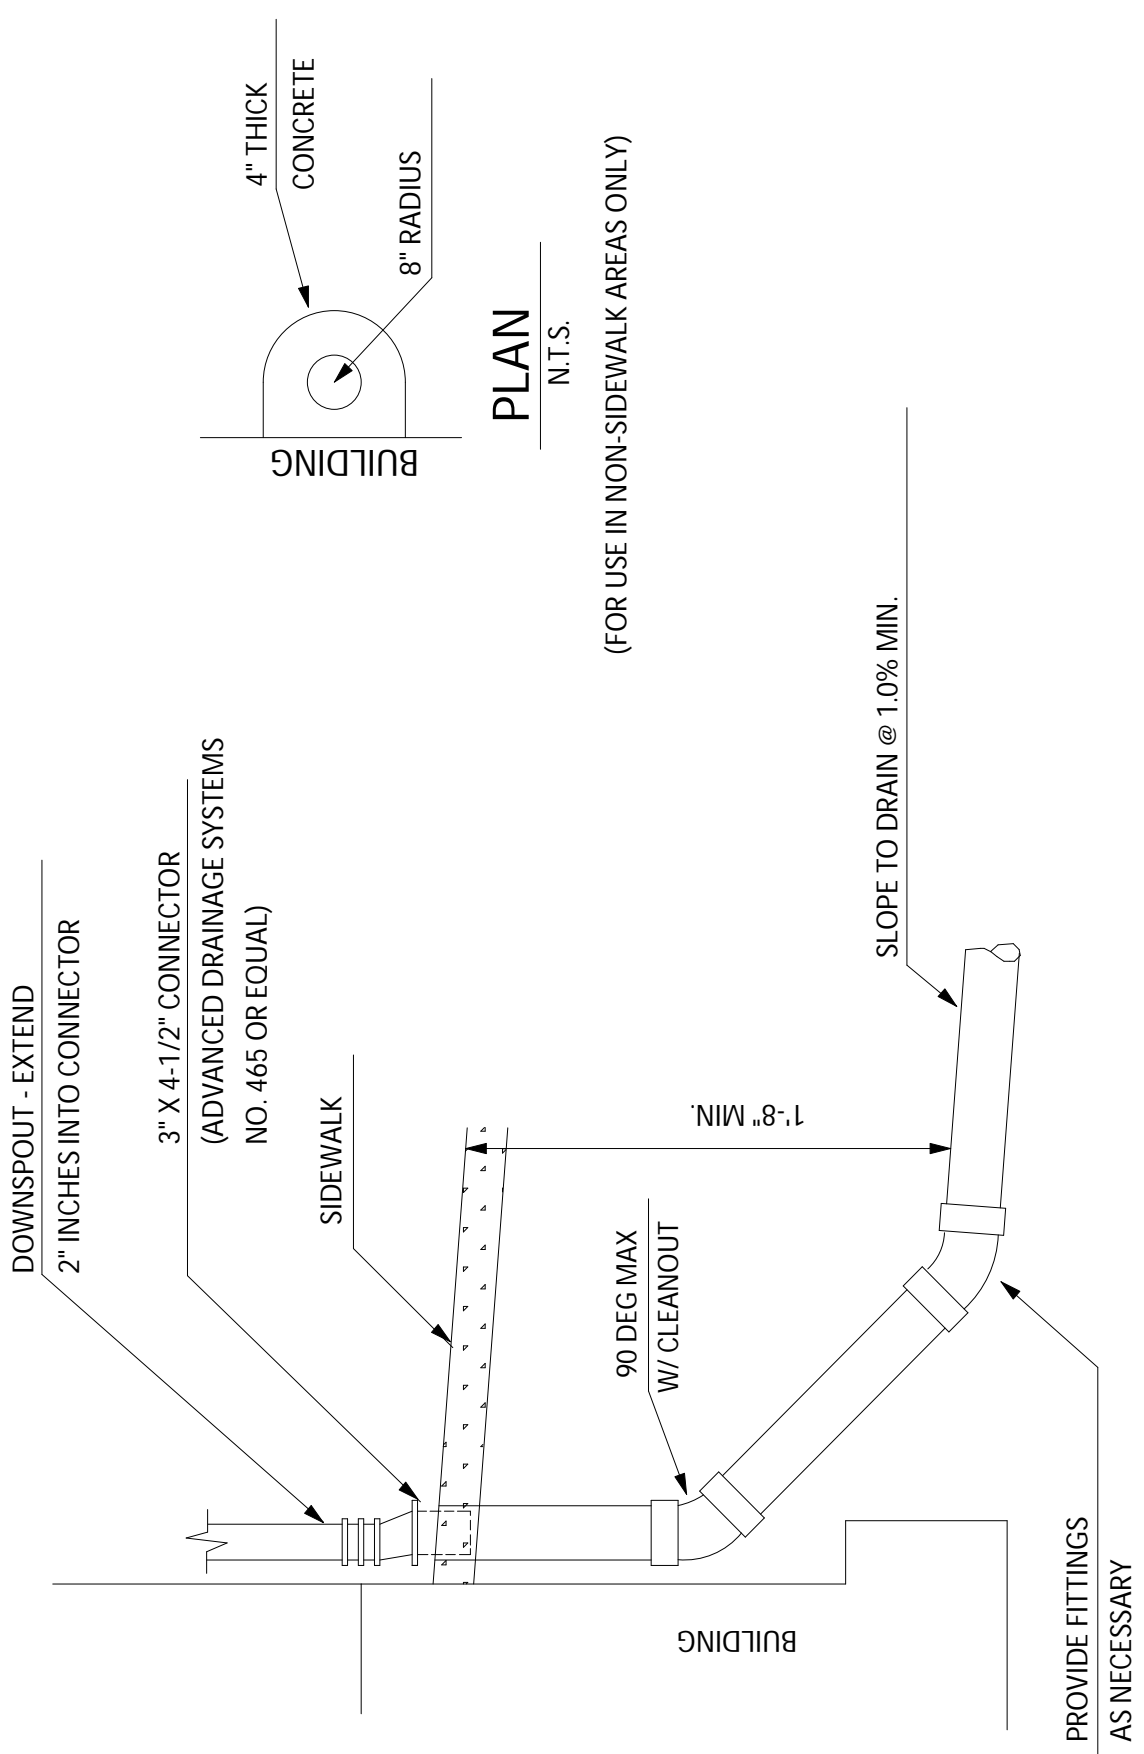 DOWNSPOUT - EXTEND
2" INCHES INTO CONNECTOR
3" X 4-1/2" CONNECTOR
(ADVANCED DRAINAGE SYSTEMS
NO. 465 OR EQUAL)
SIDEWALK
90 DEG MAX
W/ CLEANOUT
1'-8" MIN.
SLOPE TO DRAIN @ 1.0% MIN.
BUILDING
PROVIDE FITTINGS
AS NECESSARY
4" THICK
CONCRETE
8" RADIUS
BUILDING
PLAN
N.T.S.
(FOR USE IN NON-SIDEWALK AREAS ONLY)